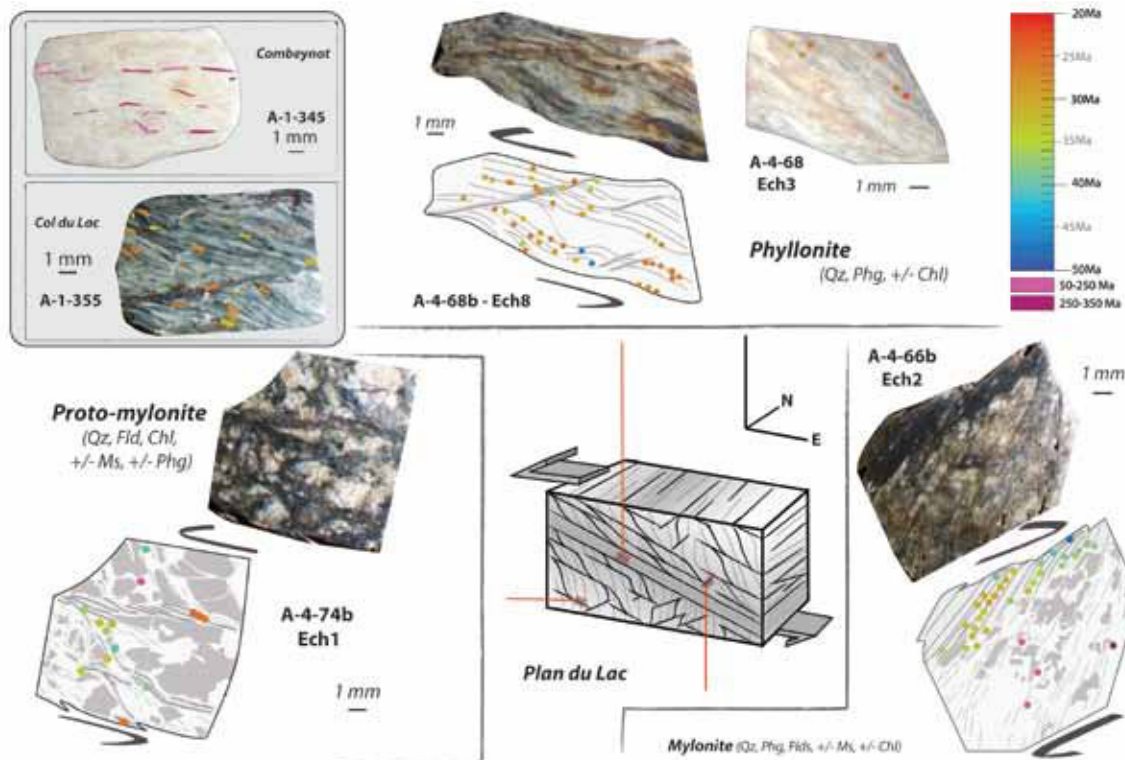 Combeynot
A-1-345
1 mm
Col du Lac
1 mm
A-1-355
1 mm
A-4-68b - Ech8
A-4-68
Ech3
1 mm
Phyllonite
(Qz, Phg, +/- Chl)
20Ma
25Ma
30Ma
35Ma
40Ma
45Ma
50Ma
50-250 Ma
250-350 Ma
Proto-mylonite
(Qz, Fld, Chl,
+/- Ms, +/- Phg)
A-4-74b
Ech1
1 mm
N
E
Plan du Lac
A-4-66b
Ech2
1 mm
Mylonite (Qz, Phg, Flds, +/- Ms, +/- Chl)